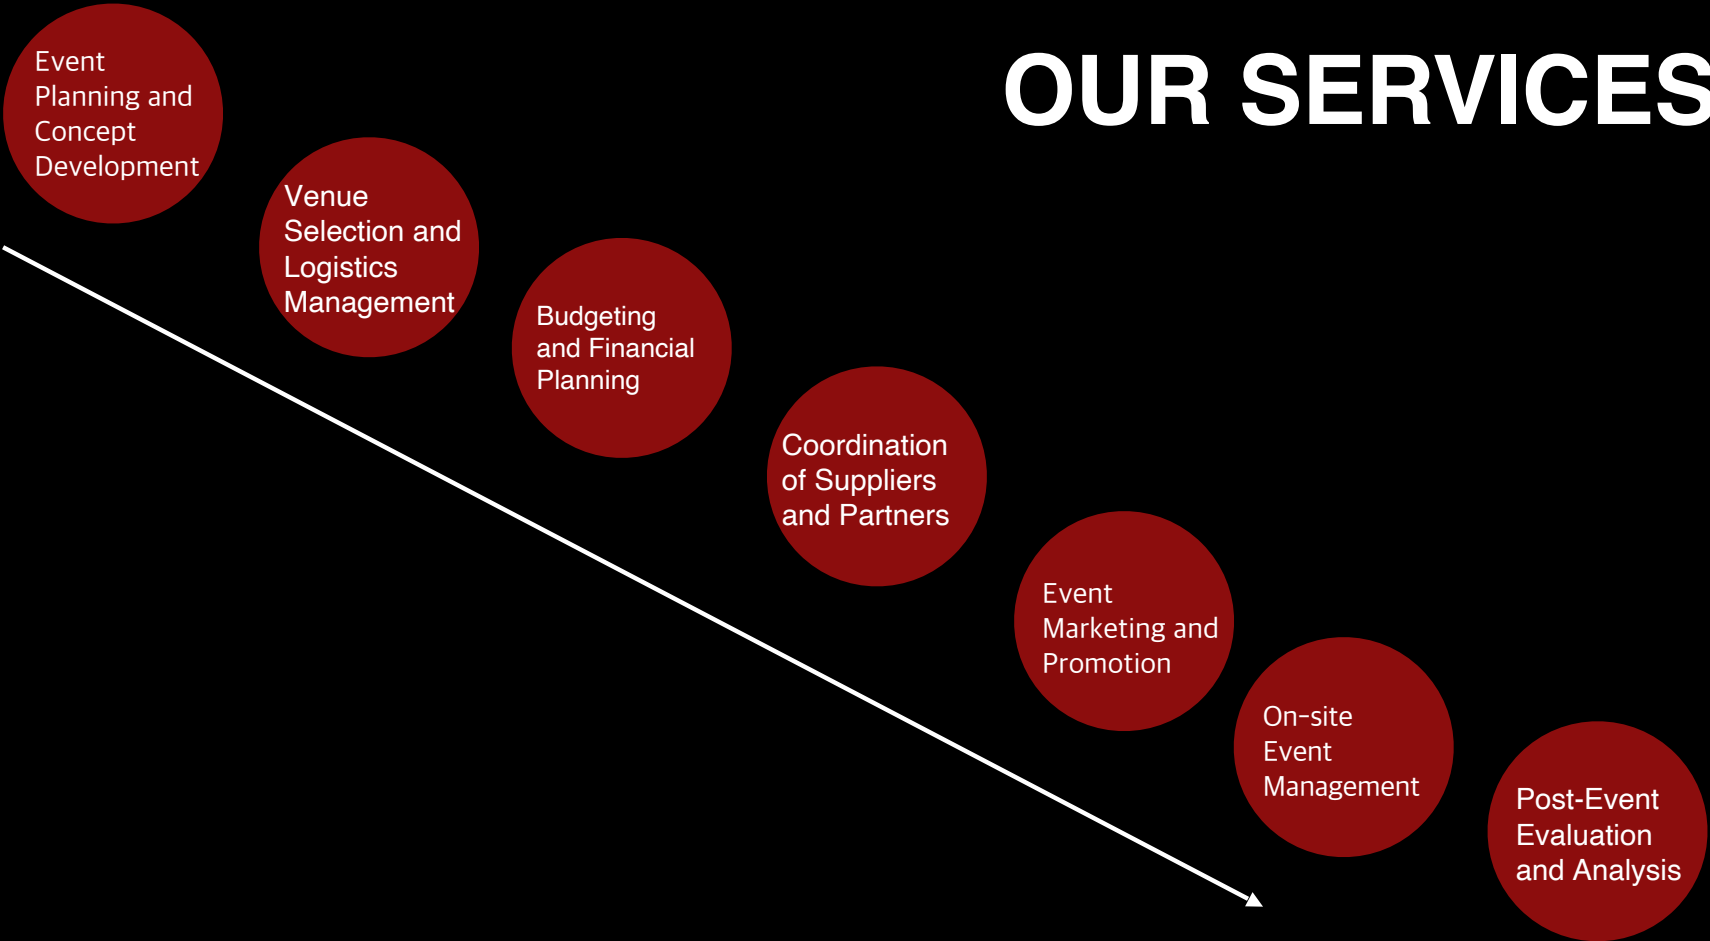 OUR SERVICES
Event
Planning and
Concept
Development
Venue
Selection and
Logistics
Management
Budgeting
and Financial
Planning
Coordination
of Suppliers
and Partners
Event
Marketing and
Promotion
On-site
Event
Management
Post-Event
Evaluation
and Analysis